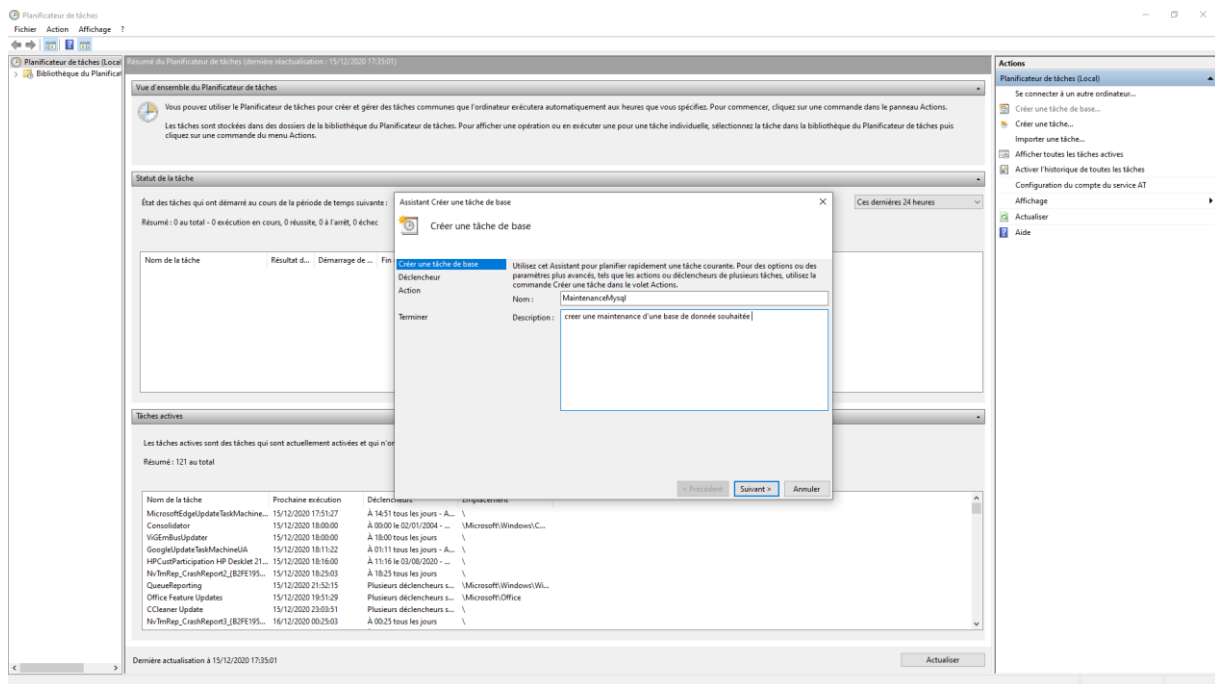 Planificateur de tâches
Fichier Action Affichage ?
Planificateur de tâches (Local
Bibliothèque du Planificat
Résumé du Planificateur de tâches (dernière réactualisation : 15/12/2020 17:35:01)
Vue d'ensemble du Planificateur de tâches
Vous pouvez utiliser le Planificateur de tâches pour créer et gérer des tâches communes que l'ordinateur exécutera automatiquement aux heures que vous spécifiez. Pour commencer, cliquez sur une commande dans le panneau Actions.
Les tâches sont stockées dans des dossiers de la bibliothèque du Planificateur de tâches. Pour afficher une opération ou en exécuter une pour une tâche individuelle, sélectionnez la tâche dans la bibliothèque du Planificateur de tâches puis
cliquez sur une commande du menu Actions.
Statut de la tâche
État des tâches qui ont démarré au cours de la période de temps suivante :
Ces dernières 24 heures
Résumé : 0 au total - 0 exécution en cours, 0 réussite, 0 à l'arrêt, 0 échec
Nom de la tâche Résultat d... Démarrage de ... Fin
Assistant Créer une tâche de base
Créer une tâche de base
Créer une tâche de base
Déclencheur
Action
Terminer
Utilisez cet Assistant pour planifier rapidement une tâche courante. Pour des options ou des
paramètres plus avancés, tels que les actions ou déclencheurs de plusieurs tâches, utilisez la
commande Créer une tâche dans le volet Actions.
Nom : MaintenanceMysql
Description : creer une maintenance d'une base de donnée souhaitée
< Précédent Suivant > Annuler
Tâches actives
Les tâches actives sont des tâches qui sont actuellement activées et qui n'or
Résumé : 121 au total
Nom de la tâche Prochaine exécution Déclencheurs Emplacement
MicrosoftEdgeUpdateTaskMachine... 15/12/2020 17:51:27 À 14:51 tous les jours - A... \
Consolidator 15/12/2020 18:00:00 À 00:00 le 02/01/2004 - ... \Microsoft\Windows\C...
ViGEmBusUpdater 15/12/2020 18:00:00 À 18:00 tous les jours \
GoogleUpdateTaskMachineUA 15/12/2020 18:11:22 À 01:11 tous les jours - A... \
HPCustParticipation HP DeskJet 21... 15/12/2020 18:16:00 À 11:16 le 03/08/2020 - ... \
NvTmRep_CrashReport2_{B2FE195... 15/12/2020 18:25:03 À 18:25 tous les jours \
QueueReporting 15/12/2020 21:52:15 Plusieurs déclencheurs s... \Microsoft\Windows\Wi...
Office Feature Updates 15/12/2020 19:51:29 Plusieurs déclencheurs s... \Microsoft\Office
CCleaner Update 15/12/2020 23:03:51 Plusieurs déclencheurs s... \
NvTmRep_CrashReport3_{B2FE195... 16/12/2020 00:25:03 À 00:25 tous les jours \
Dernière actualisation à 15/12/2020 17:35:01
Actualiser
Actions
Planificateur de tâches (Local)
Se connecter à un autre ordinateur...
Créer une tâche de base...
Créer une tâche...
Importer une tâche...
Afficher toutes les tâches actives
Activer l'historique de toutes les tâches
Configuration du compte du service AT
Affichage
Actualiser
Aide